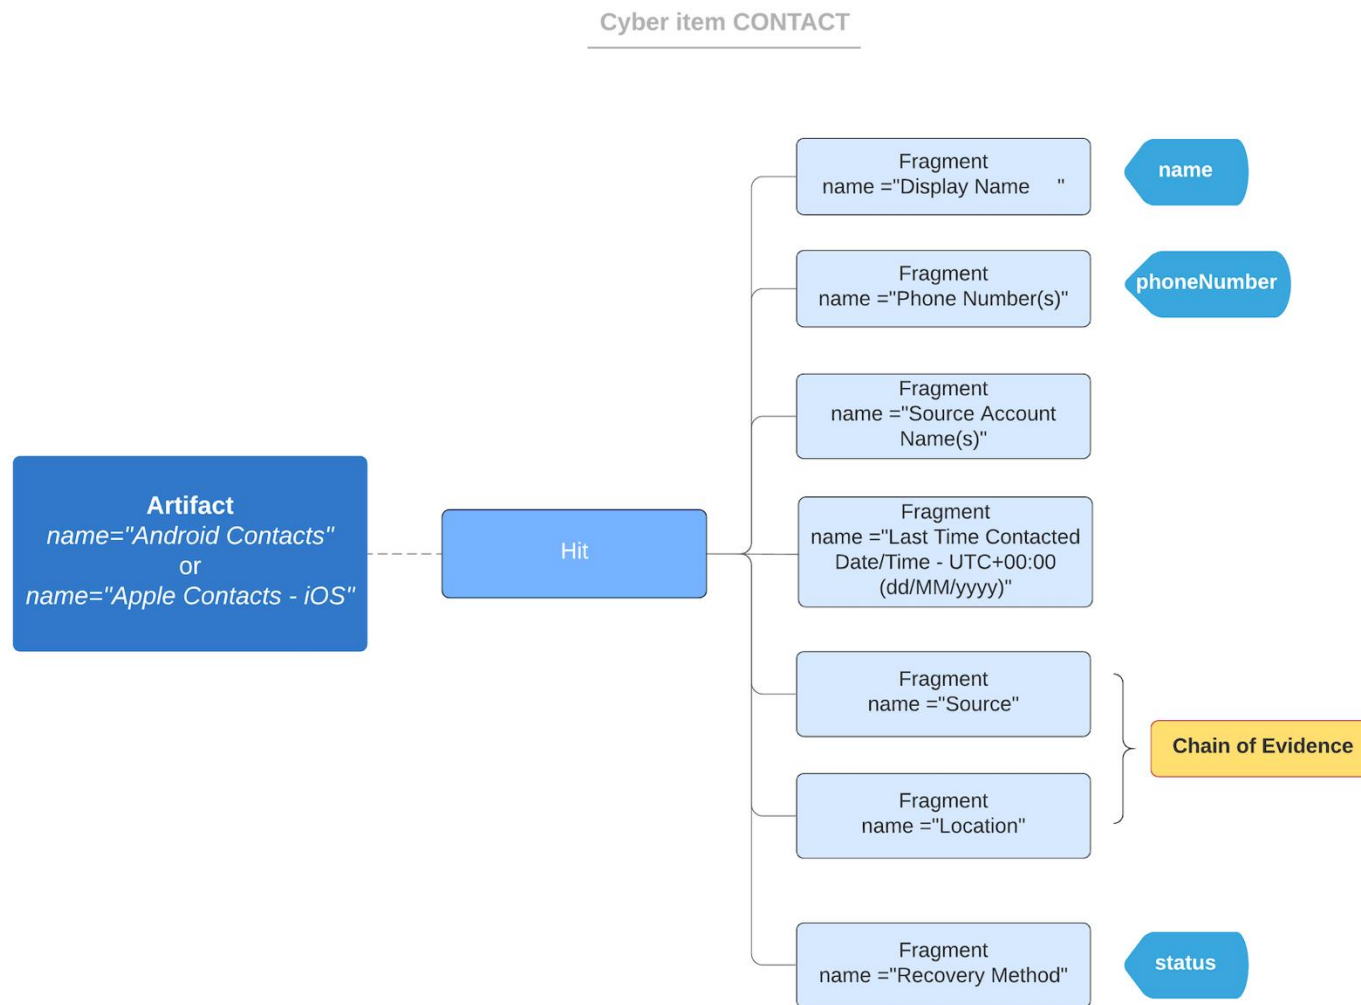 Cyber item CONTACT
Fragment
name ="Display Name     "
name
Fragment
name ="Phone Number(s)"
phoneNumber
Fragment
name ="Source Account
Name(s)"
Artifact
name="Android Contacts"
or
name="Apple Contacts - iOS"
Hit
Fragment
name ="Last Time Contacted
Date/Time - UTC+00:00
(dd/MM/yyyy)"
Fragment
name ="Source"
Chain of Evidence
Fragment
name ="Location"
Fragment
name ="Recovery Method"
status